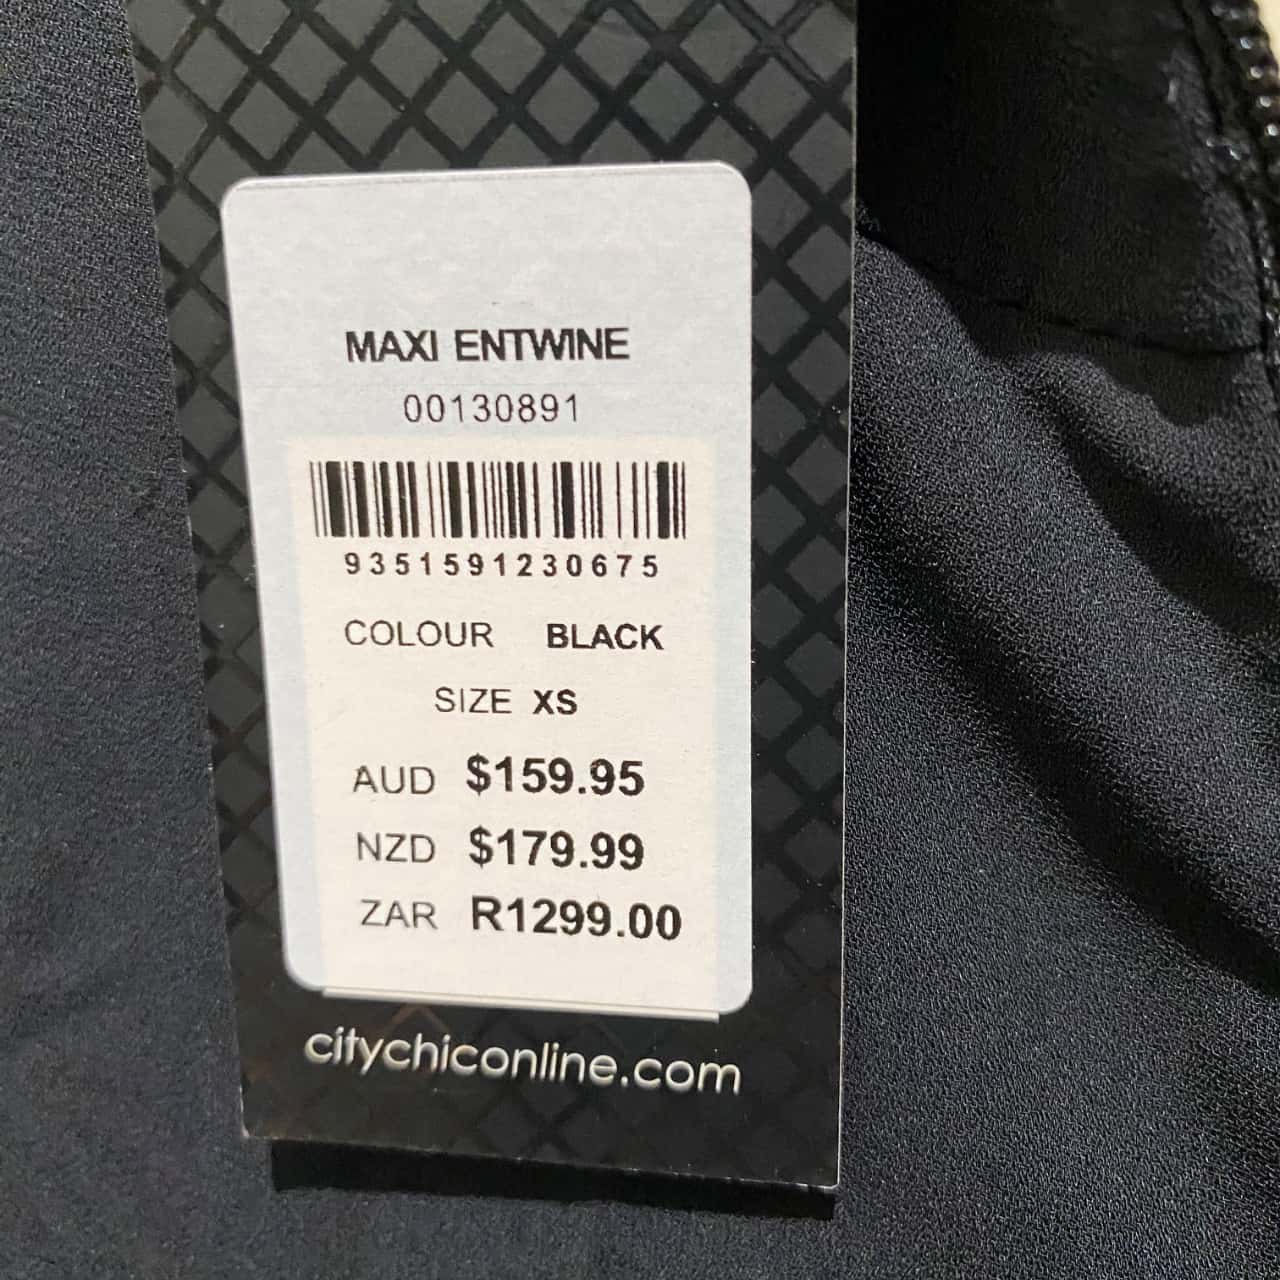 MAXI ENTWINE
00130891
9351591230675
COLOUR BLACK
SIZE XS
AUD $159.95
NZD $179.99
ZAR R1299.00
citychiconline.com